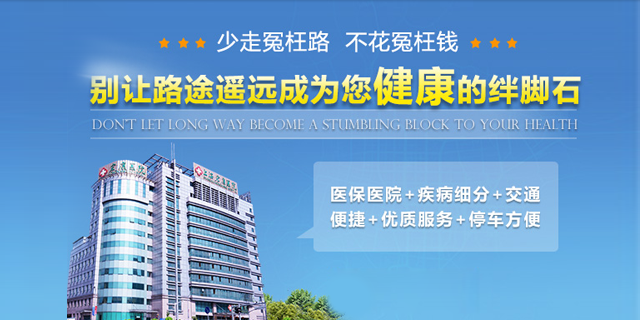 少走冤枉路 不花冤枉钱
别让路途遥远成为您健康的绊脚石
DON'T LET LONG WAY BECOME A STUMBLING BLOCK TO YOUR HEALTH
医保医院+疾病细分+交通
便捷+优质服务+停车方便